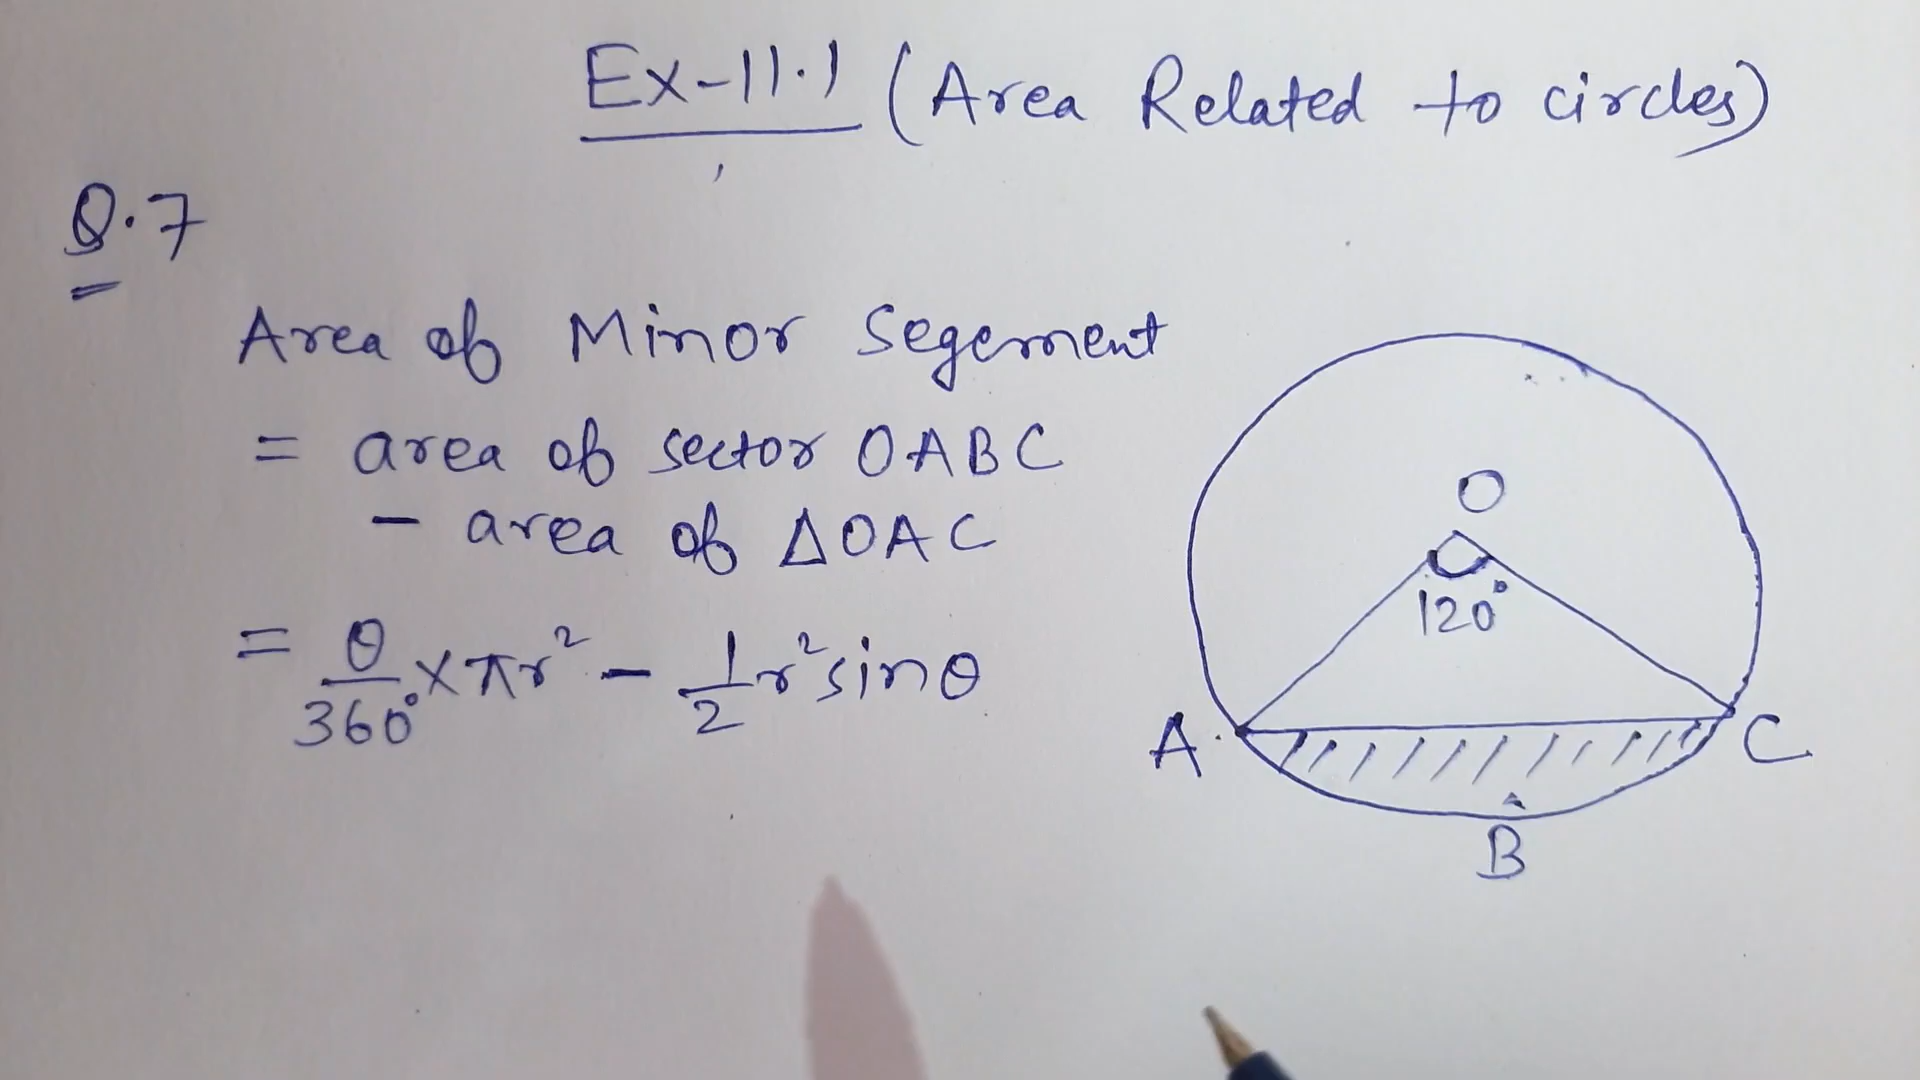 Ex-11.1 (Area Related to circles)
Q.7
Area of Minor Segement
= area of sector OABC
- area of ΔOAC
= θ/360° × πr² - 1/2 r² sinθ
O
120°
A
C
B